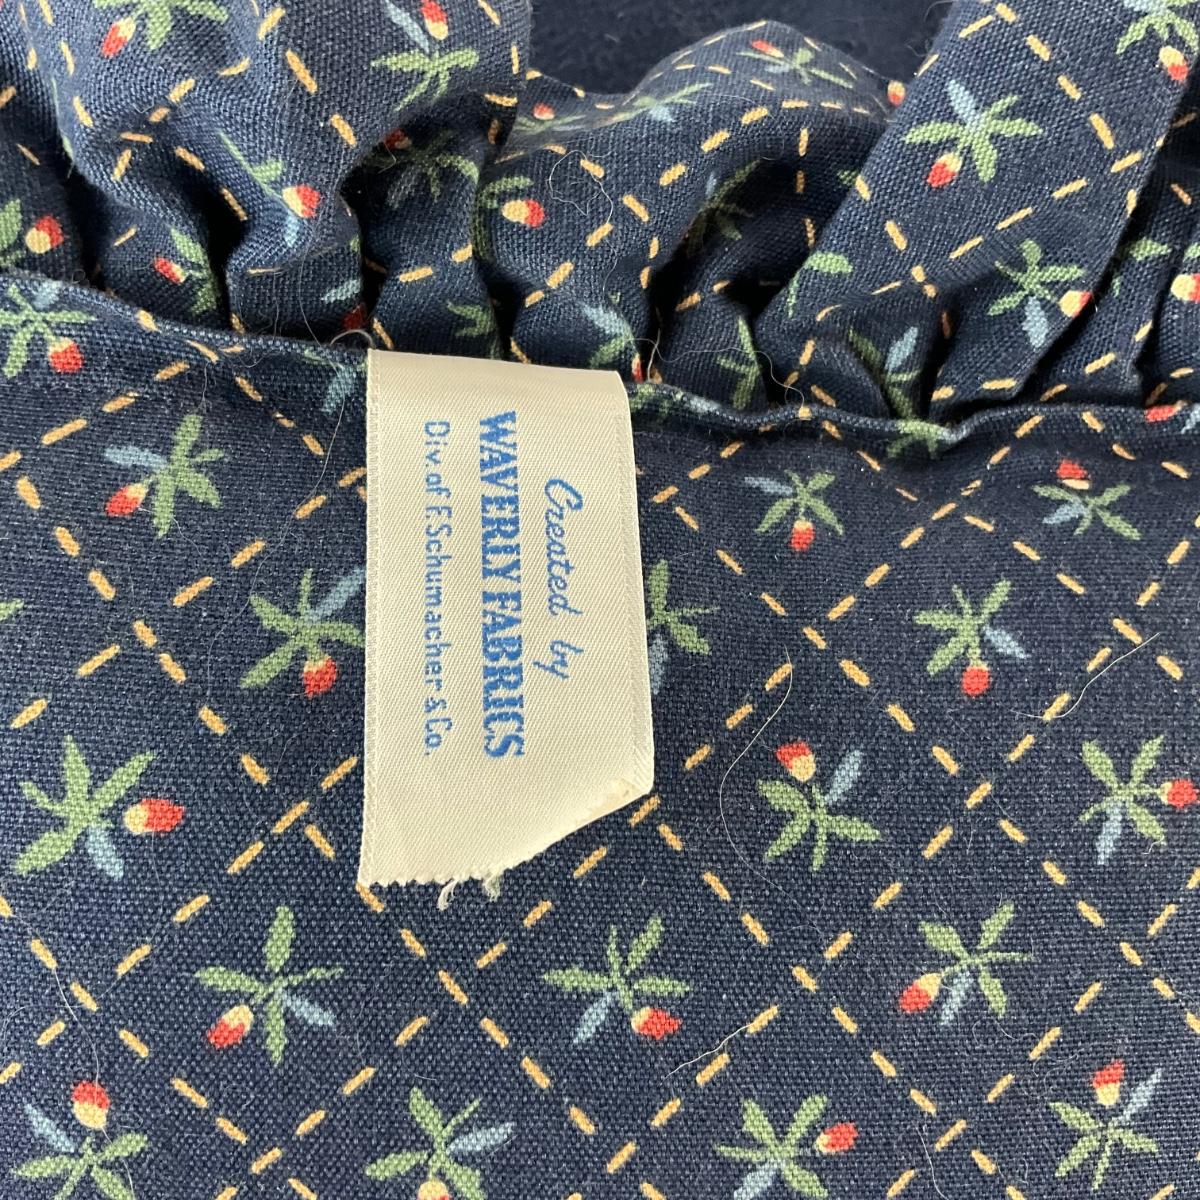 Created by
WAVERLY FABRICS
Div. of F. Schumacher & Co.